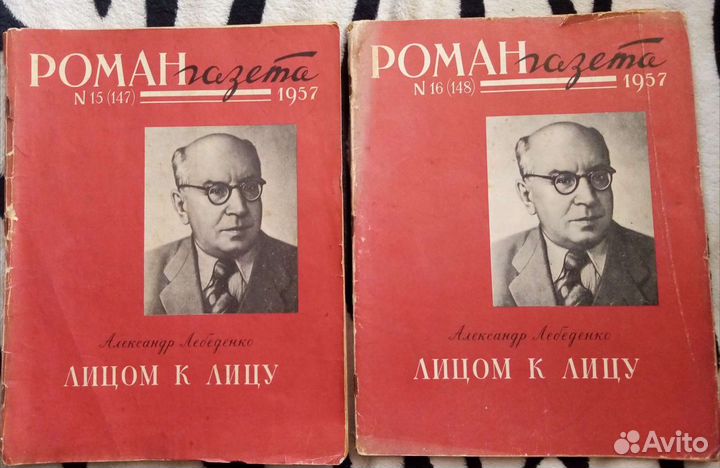 РОМАН газета
N 15 (147) 1957
Александр Лебеденко
ЛИЦОМ К ЛИЦУ
РОМАН газета
N 16 (148) 1957
Александр Лебеденко
ЛИЦОМ К ЛИЦУ
Avito